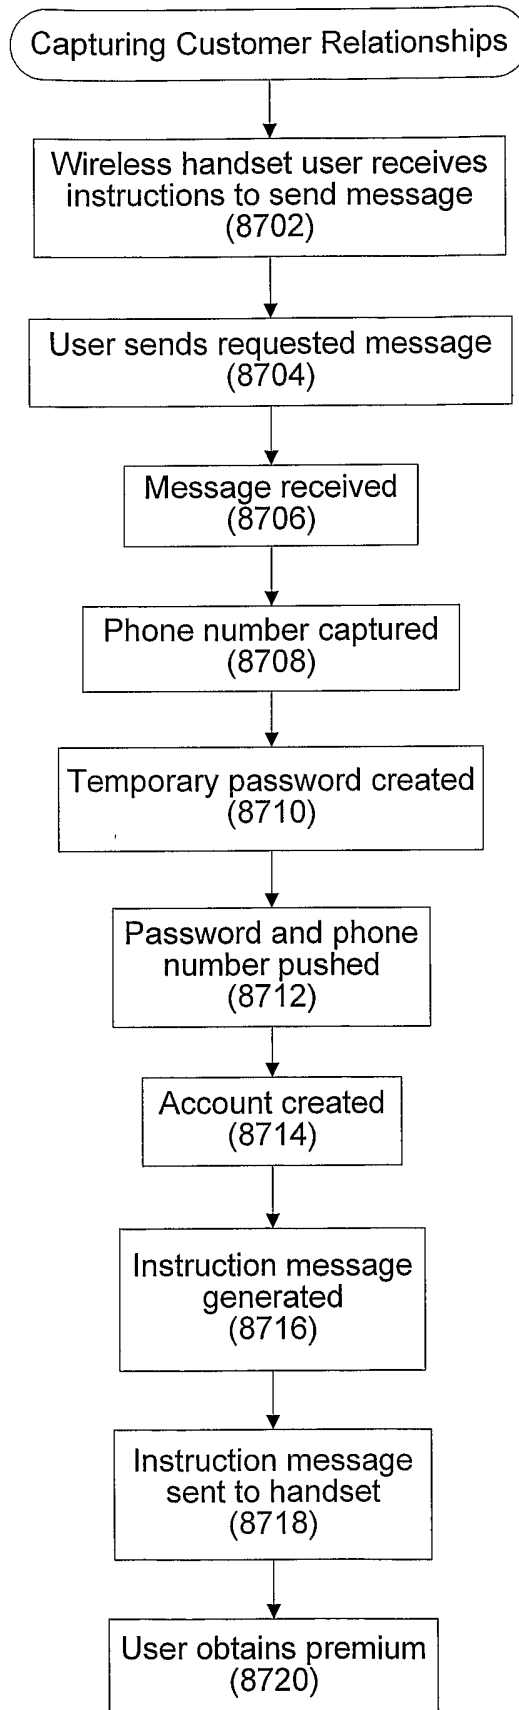 Capturing Customer Relationships
Wireless handset user receives
instructions to send message
(8702)
User sends requested message
(8704)
Message received
(8706)
Phone number captured
(8708)
Temporary password created
(8710)
Password and phone
number pushed
(8712)
Account created
(8714)
Instruction message
generated
(8716)
Instruction message
sent to handset
(8718)
User obtains premium
(8720)